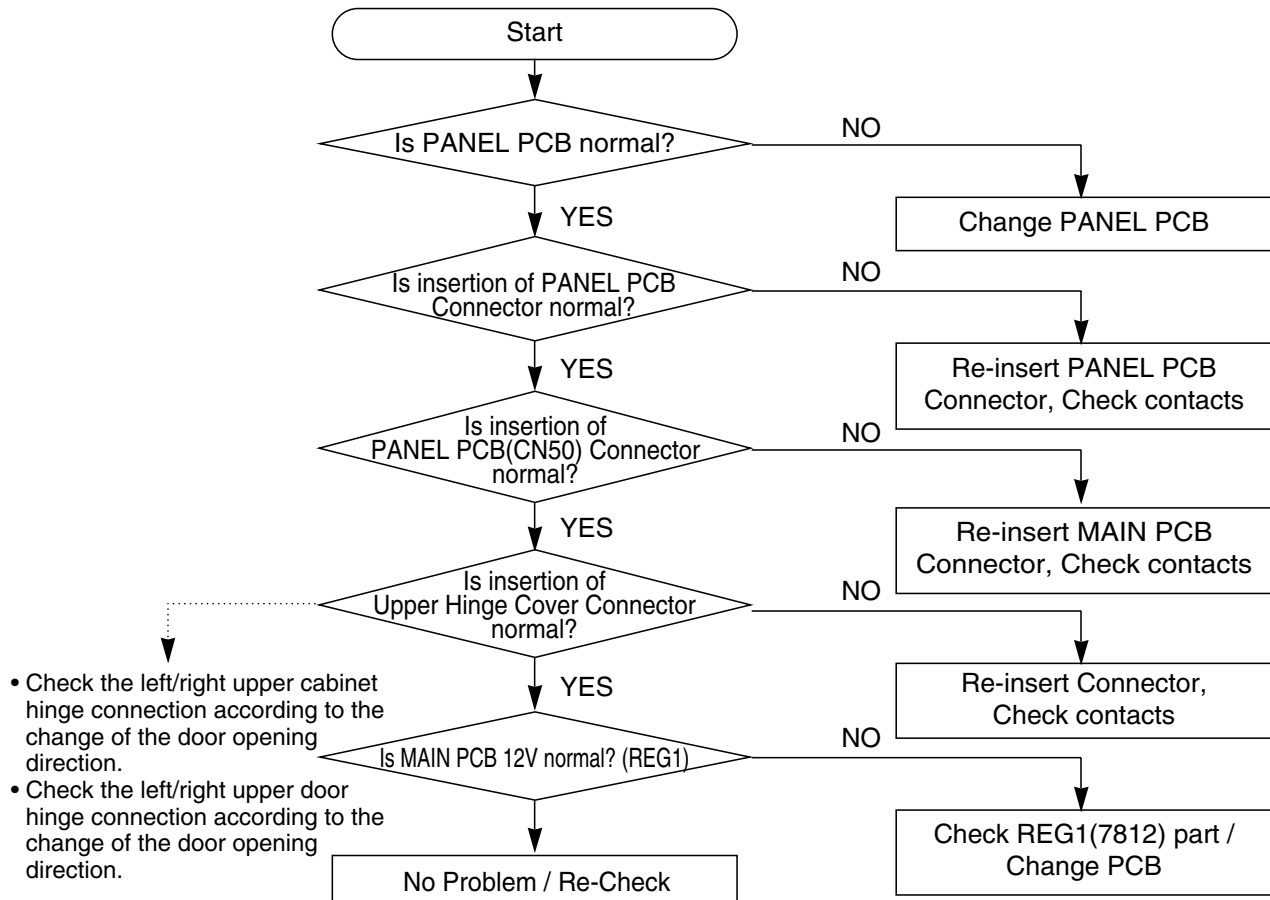 Start
Is PANEL PCB normal?
NO
Change PANEL PCB
YES
Is insertion of PANEL PCB
Connector normal?
NO
Re-insert PANEL PCB
Connector, Check contacts
YES
Is insertion of
PANEL PCB(CN50) Connector
normal?
NO
Re-insert MAIN PCB
Connector, Check contacts
YES
Is insertion of
Upper Hinge Cover Connector
normal?
NO
Re-insert Connector,
Check contacts
• Check the left/right upper cabinet
hinge connection according to the
change of the door opening
direction.
• Check the left/right upper door
hinge connection according to the
change of the door opening
direction.
YES
Is MAIN PCB 12V normal? (REG1)
NO
Check REG1(7812) part /
Change PCB
No Problem / Re-Check